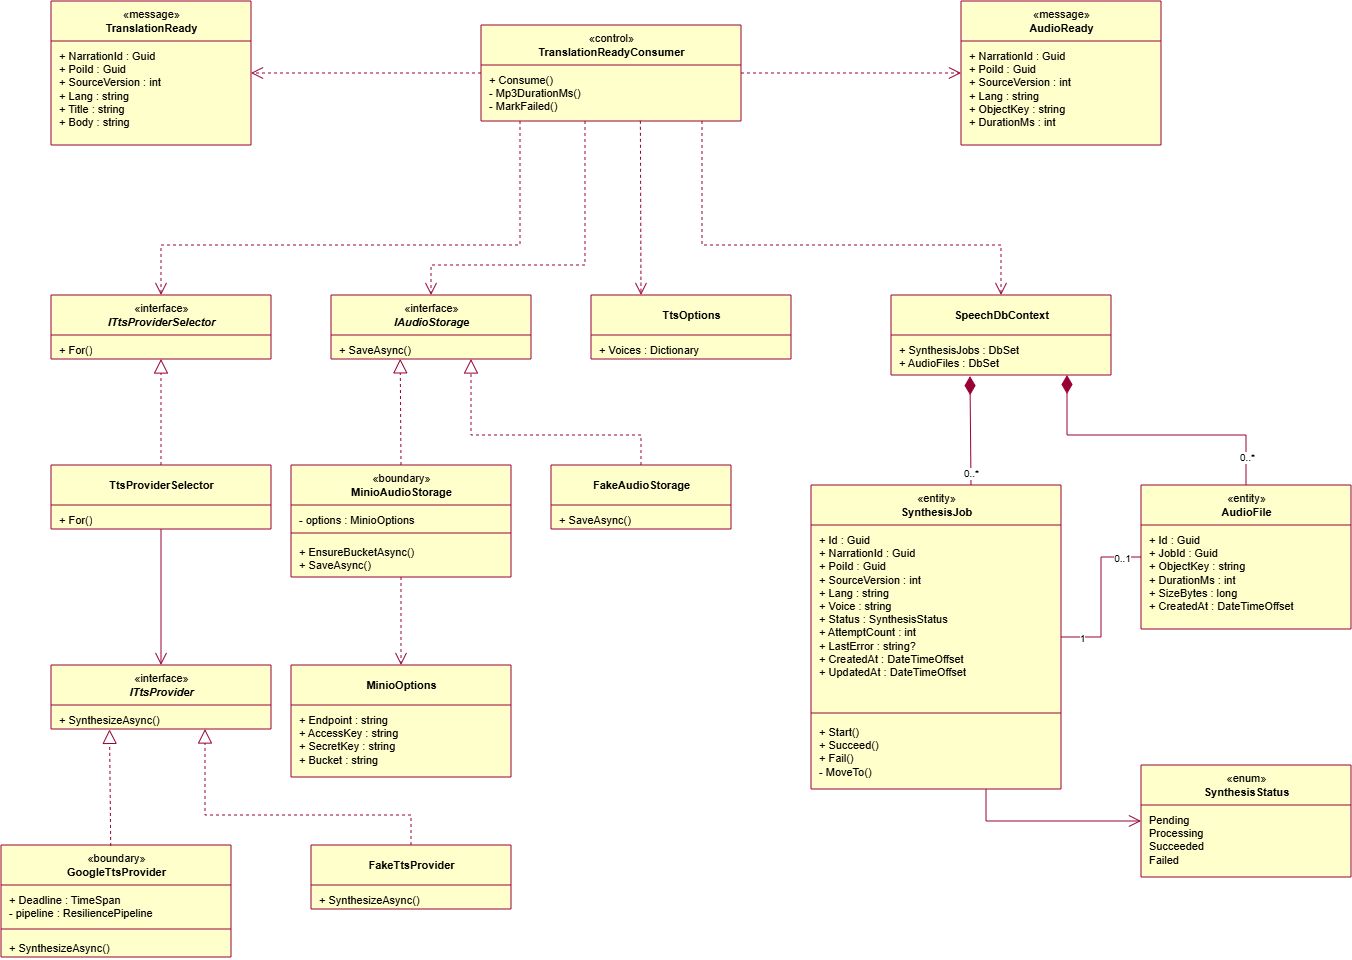 «message»
TranslationReady
+ NarrationId : Guid
+ PoiId : Guid
+ SourceVersion : int
+ Lang : string
+ Title : string
+ Body : string
«control»
TranslationReadyConsumer
+ Consume()
- Mp3DurationMs()
- MarkFailed()
«message»
AudioReady
+ NarrationId : Guid
+ PoiId : Guid
+ SourceVersion : int
+ Lang : string
+ ObjectKey : string
+ DurationMs : int
«interface»
ITtsProviderSelector
+ For()
«interface»
IAudioStorage
+ SaveAsync()
TtsOptions
+ Voices : Dictionary
SpeechDbContext
+ SynthesisJobs : DbSet
+ AudioFiles : DbSet
TtsProviderSelector
+ For()
«boundary»
MinioAudioStorage
- options : MinioOptions
+ EnsureBucketAsync()
+ SaveAsync()
FakeAudioStorage
+ SaveAsync()
0..*
0..*
«entity»
SynthesisJob
+ Id : Guid
+ NarrationId : Guid
+ PoiId : Guid
+ SourceVersion : int
+ Lang : string
+ Voice : string
+ Status : SynthesisStatus
+ AttemptCount : int
+ LastError : string?
+ CreatedAt : DateTimeOffset
+ UpdatedAt : DateTimeOffset
+ Start()
+ Succeed()
+ Fail()
- MoveTo()
0..1
1
«entity»
AudioFile
+ Id : Guid
+ JobId : Guid
+ ObjectKey : string
+ DurationMs : int
+ SizeBytes : long
+ CreatedAt : DateTimeOffset
«interface»
ITtsProvider
+ SynthesizeAsync()
MinioOptions
+ Endpoint : string
+ AccessKey : string
+ SecretKey : string
+ Bucket : string
«enum»
SynthesisStatus
Pending
Processing
Succeeded
Failed
«boundary»
GoogleTtsProvider
+ Deadline : TimeSpan
- pipeline : ResiliencePipeline
+ SynthesizeAsync()
FakeTtsProvider
+ SynthesizeAsync()